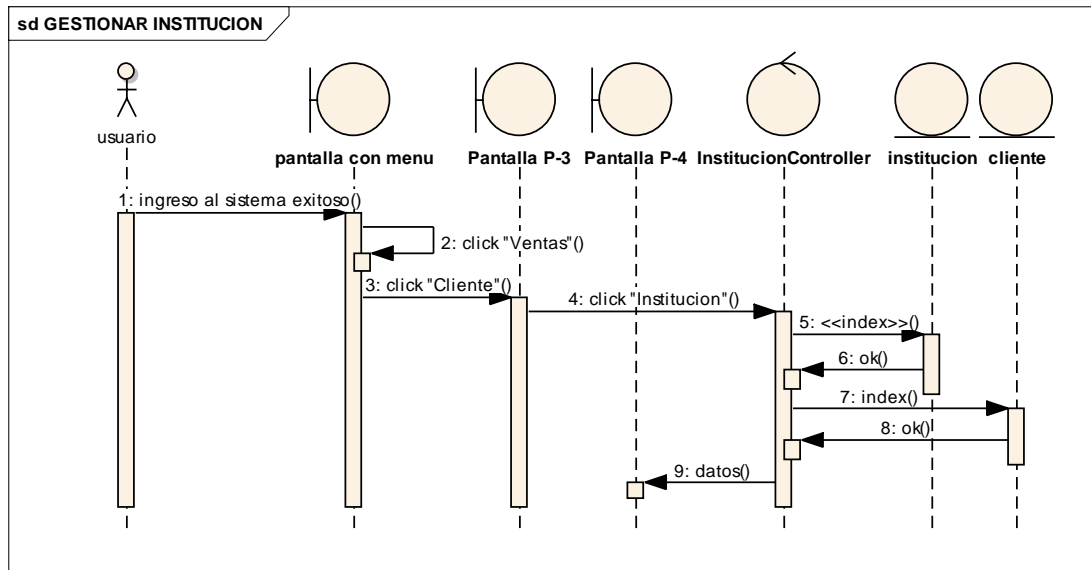 sd GESTIONAR INSTITUCION
usuario
pantalla con menu
Pantalla P-3
Pantalla P-4
InstitucionController
institucion
cliente
1: ingreso al sistema exitoso()
2: click "Ventas"()
3: click "Cliente"()
4: click "Institucion"()
5: <<index>>()
6: ok()
7: index()
8: ok()
9: datos()